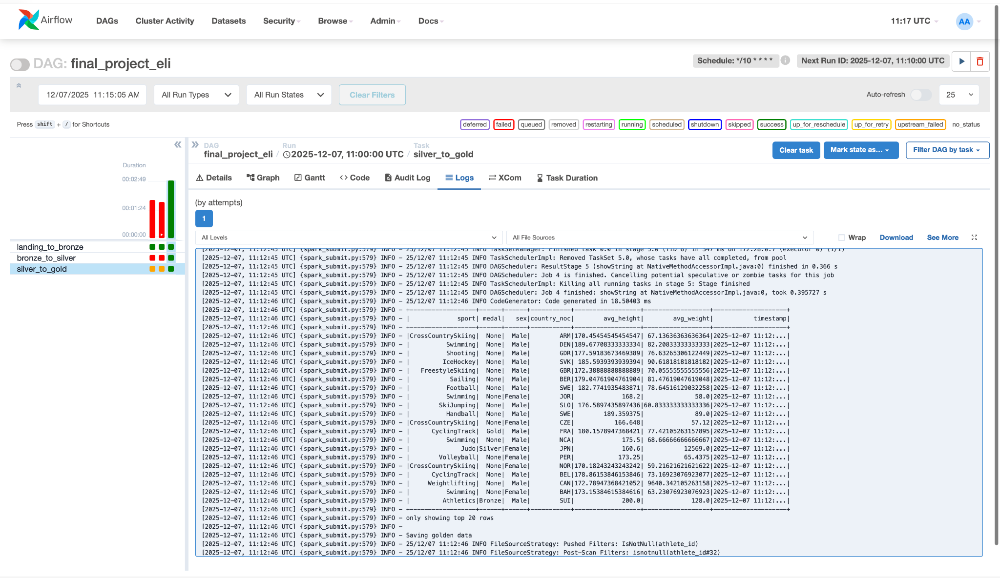 Airflow DAGs Cluster Activity Datasets Security Browse Admin Docs 11:17 UTC AA
DAG: final_project_eli Schedule: */10 * * * * i Next Run ID: 2025-12-07, 11:10:00 UTC
12/07/2025 11:15:05 AM All Run Types All Run States Clear Filters Auto-refresh 25
Press shift + / for Shortcuts deferred failed queued removed restarting running scheduled shutdown skipped success up_for_reschedule up_for_retry upstream_failed no_status
DAG Run Task
final_project_eli / 2025-12-07, 11:00:00 UTC / silver_to_gold Clear task Mark state as... Filter DAG by task
Duration
00:02:49
00:01:24
00:00:00
landing_to_bronze
bronze_to_silver
silver_to_gold
Details Graph Gantt Code Audit Log Logs XCom Task Duration
(by attempts)
1
All Levels All File Sources Wrap Download See More
[2025-12-07, 11:12:45 UTC] {spark_submit.py:579} INFO - 25/12/07 11:12:45 INFO TaskSetManager: Finished task 0.0 in stage 5.0 (TID 6) in 347 ms on 172.28.0.7 (executor 0) (1/1)
[2025-12-07, 11:12:45 UTC] {spark_submit.py:579} INFO - 25/12/07 11:12:45 INFO TaskSchedulerImpl: Removed TaskSet 5.0, whose tasks have all completed, from pool
[2025-12-07, 11:12:45 UTC] {spark_submit.py:579} INFO - 25/12/07 11:12:45 INFO DAGScheduler: ResultStage 5 (showString at NativeMethodAccessorImpl.java:0) finished in 0.366 s
[2025-12-07, 11:12:45 UTC] {spark_submit.py:579} INFO - 25/12/07 11:12:45 INFO DAGScheduler: Job 4 is finished. Cancelling potential speculative or zombie tasks for this job
[2025-12-07, 11:12:45 UTC] {spark_submit.py:579} INFO - 25/12/07 11:12:45 INFO TaskSchedulerImpl: Killing all running tasks in stage 5: Stage finished
[2025-12-07, 11:12:45 UTC] {spark_submit.py:579} INFO - 25/12/07 11:12:45 INFO DAGScheduler: Job 4 finished: showString at NativeMethodAccessorImpl.java:0, took 0.395727 s
[2025-12-07, 11:12:46 UTC] {spark_submit.py:579} INFO - 25/12/07 11:12:46 INFO CodeGenerator: Code generated in 18.50403 ms
[2025-12-07, 11:12:46 UTC] {spark_submit.py:579} INFO - +------------------+------+------+-----------+------------------+------------------+--------------------+
[2025-12-07, 11:12:46 UTC] {spark_submit.py:579} INFO - |             sport| medal|   sex|country_noc|        avg_height|        avg_weight|           timestamp|
[2025-12-07, 11:12:46 UTC] {spark_submit.py:579} INFO - +------------------+------+------+-----------+------------------+------------------+--------------------+
[2025-12-07, 11:12:46 UTC] {spark_submit.py:579} INFO - |CrossCountrySkiing|  None|  Male|        ARM|170.45454545454547| 67.13636363636364|2025-12-07 11:12:...|
[2025-12-07, 11:12:46 UTC] {spark_submit.py:579} INFO - |          Swimming|  None|  Male|        DEN|189.67708333333334| 82.20833333333333|2025-12-07 11:12:...|
[2025-12-07, 11:12:46 UTC] {spark_submit.py:579} INFO - |          Shooting|  None|  Male|        GDR|177.59183673469389| 76.63265306122449|2025-12-07 11:12:...|
[2025-12-07, 11:12:46 UTC] {spark_submit.py:579} INFO - |         IceHockey|  None|  Male|        SVK| 185.5939393939394| 90.61818181818182|2025-12-07 11:12:...|
[2025-12-07, 11:12:46 UTC] {spark_submit.py:579} INFO - |   FreestyleSkiing|  None|  Male|        GBR|172.38888888888889| 70.05555555555556|2025-12-07 11:12:...|
[2025-12-07, 11:12:46 UTC] {spark_submit.py:579} INFO - |           Sailing|  None|  Male|        BER|179.04761904761904| 81.47619047619048|2025-12-07 11:12:...|
[2025-12-07, 11:12:46 UTC] {spark_submit.py:579} INFO - |          Football|  None|  Male|        SWE| 182.7741935483871| 78.64516129032258|2025-12-07 11:12:...|
[2025-12-07, 11:12:46 UTC] {spark_submit.py:579} INFO - |          Swimming|  None|Female|        JOR|             168.2|              58.0|2025-12-07 11:12:...|
[2025-12-07, 11:12:46 UTC] {spark_submit.py:579} INFO - |        SkiJumping|  None|  Male|        SLO| 176.5897435897436|60.833333333333336|2025-12-07 11:12:...|
[2025-12-07, 11:12:46 UTC] {spark_submit.py:579} INFO - |          Handball|  None|  Male|        SWE|        189.359375|              89.0|2025-12-07 11:12:...|
[2025-12-07, 11:12:46 UTC] {spark_submit.py:579} INFO - |CrossCountrySkiing|  None|Female|        CZE|           166.648|             57.12|2025-12-07 11:12:...|
[2025-12-07, 11:12:46 UTC] {spark_submit.py:579} INFO - |      CyclingTrack|  Gold|  Male|        FRA| 180.1578947368421| 77.42105263157895|2025-12-07 11:12:...|
[2025-12-07, 11:12:46 UTC] {spark_submit.py:579} INFO - |          Swimming|  None|  Male|        NCA|             175.5| 68.66666666666667|2025-12-07 11:12:...|
[2025-12-07, 11:12:46 UTC] {spark_submit.py:579} INFO - |              Judo|Silver|Female|        JPN|             160.6|           12569.0|2025-12-07 11:12:...|
[2025-12-07, 11:12:46 UTC] {spark_submit.py:579} INFO - |        Volleyball|  None|Female|        PER|            173.25|           65.4375|2025-12-07 11:12:...|
[2025-12-07, 11:12:46 UTC] {spark_submit.py:579} INFO - |CrossCountrySkiing|  None|Female|        NOR|170.18243243243242| 59.21621621621622|2025-12-07 11:12:...|
[2025-12-07, 11:12:46 UTC] {spark_submit.py:579} INFO - |      CyclingTrack|  None|  Male|        BEL|178.86153846153846| 73.16923076923077|2025-12-07 11:12:...|
[2025-12-07, 11:12:46 UTC] {spark_submit.py:579} INFO - |     Weightlifting|  None|  Male|        CAN|172.78947368421052| 9640.342105263158|2025-12-07 11:12:...|
[2025-12-07, 11:12:46 UTC] {spark_submit.py:579} INFO - |          Swimming|  None|Female|        BAH|173.15384615384616| 63.23076923076923|2025-12-07 11:12:...|
[2025-12-07, 11:12:46 UTC] {spark_submit.py:579} INFO - |         Athletics|Bronze|  Male|        SUI|             200.0|             128.0|2025-12-07 11:12:...|
[2025-12-07, 11:12:46 UTC] {spark_submit.py:579} INFO - +------------------+------+------+-----------+------------------+------------------+--------------------+
[2025-12-07, 11:12:46 UTC] {spark_submit.py:579} INFO - only showing top 20 rows
[2025-12-07, 11:12:46 UTC] {spark_submit.py:579} INFO -
[2025-12-07, 11:12:46 UTC] {spark_submit.py:579} INFO - Saving golden data
[2025-12-07, 11:12:46 UTC] {spark_submit.py:579} INFO - 25/12/07 11:12:46 INFO FileSourceStrategy: Pushed Filters: IsNotNull(athlete_id)
[2025-12-07, 11:12:46 UTC] {spark_submit.py:579} INFO - 25/12/07 11:12:46 INFO FileSourceStrategy: Post-Scan Filters: isnotnull(athlete_id#32)